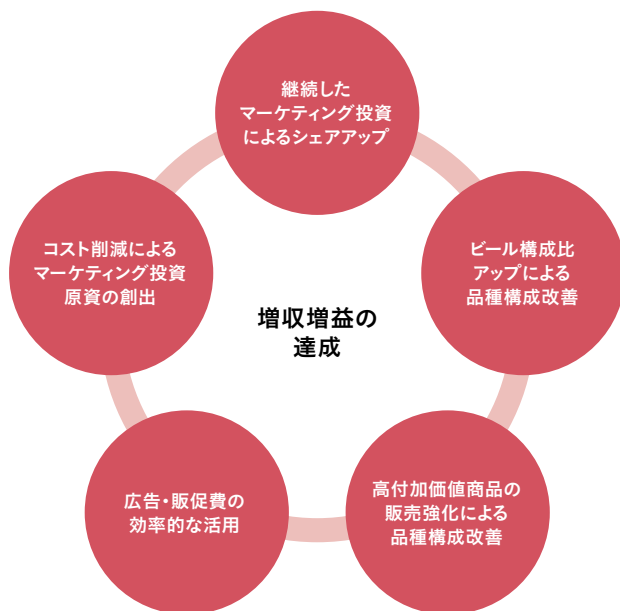 継続した
マーケティング投資
によるシェアアップ
ビール構成比
アップによる
品種構成改善
高付加価値商品の
販売強化による
品種構成改善
広告・販促費の
効率的な活用
コスト削減による
マーケティング投資
原資の創出
増収増益の
達成